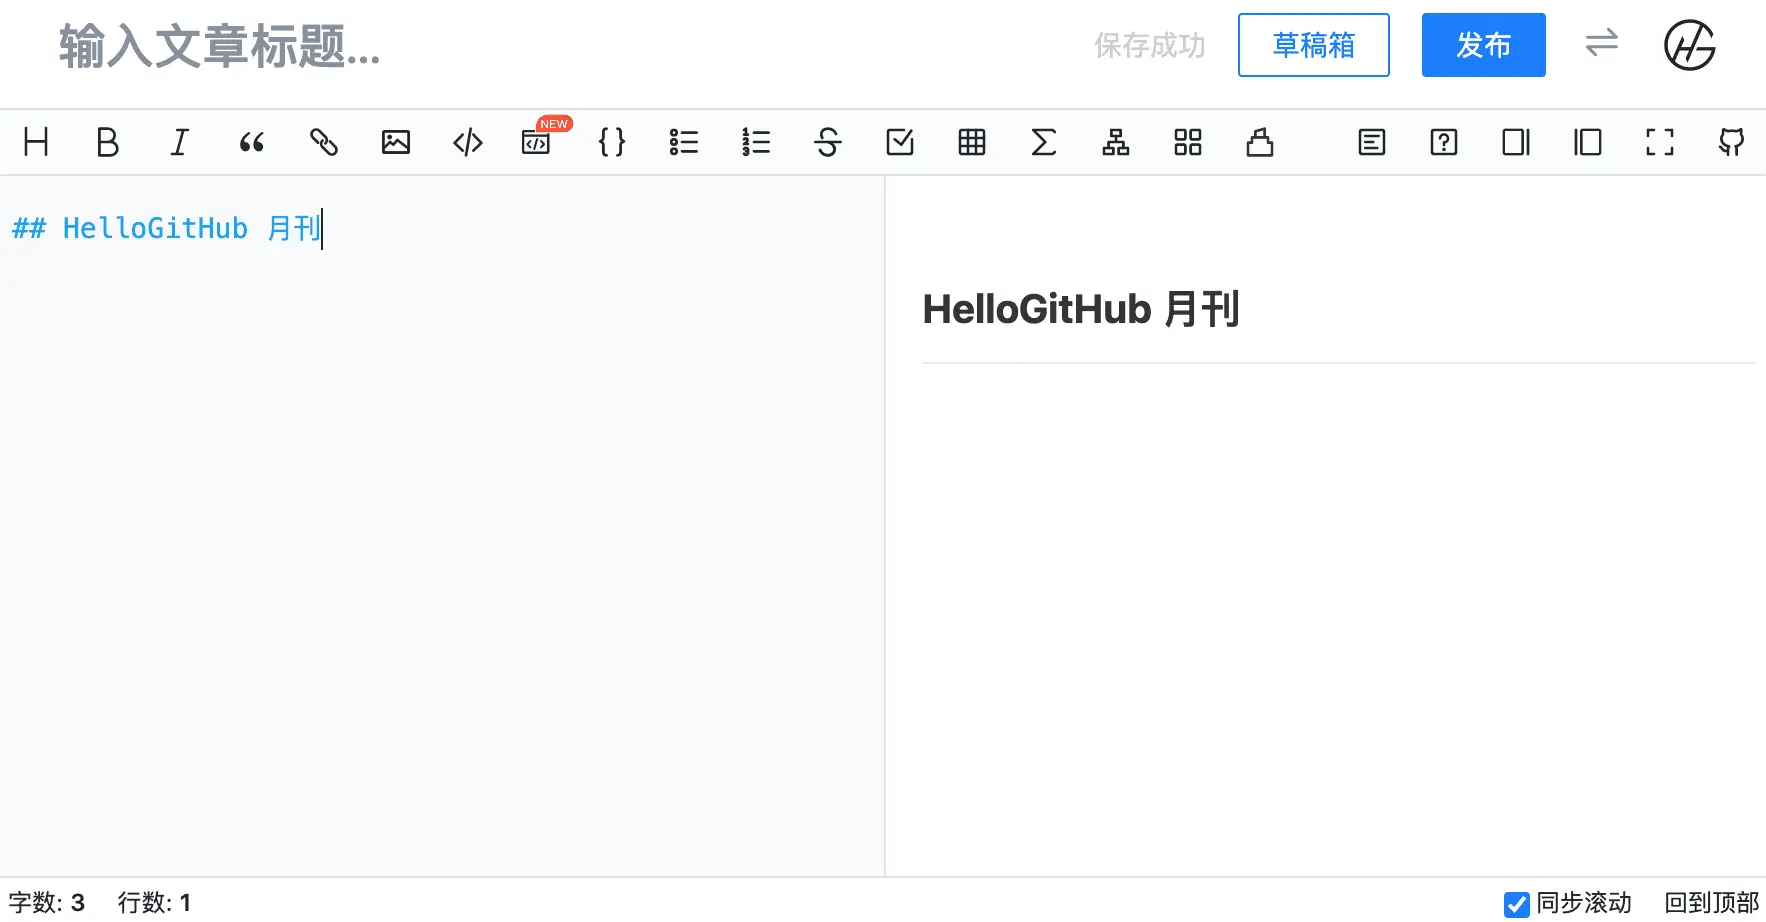 输入文章标题...
保存成功 草稿箱 发布
NEW
## HelloGitHub 月刊
HelloGitHub 月刊
字数: 3 行数: 1
同步滚动 回到顶部